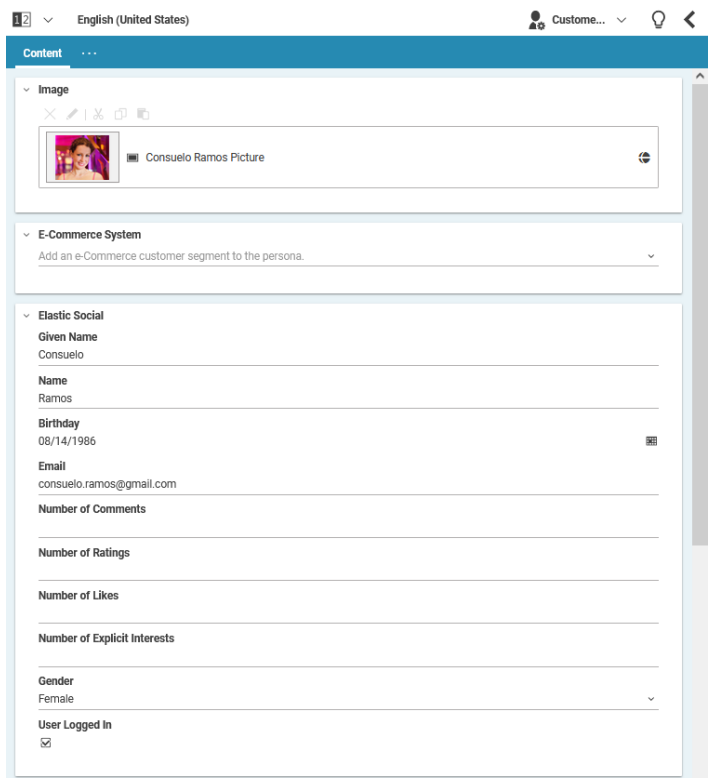 12 English (United States) Custome...
Content ...
Image
Consuelo Ramos Picture
E-Commerce System
Add an e-Commerce customer segment to the persona.
Elastic Social
Given Name
Consuelo
Name
Ramos
Birthday
08/14/1986
Email
consuelo.ramos@gmail.com
Number of Comments
Number of Ratings
Number of Likes
Number of Explicit Interests
Gender
Female
User Logged In